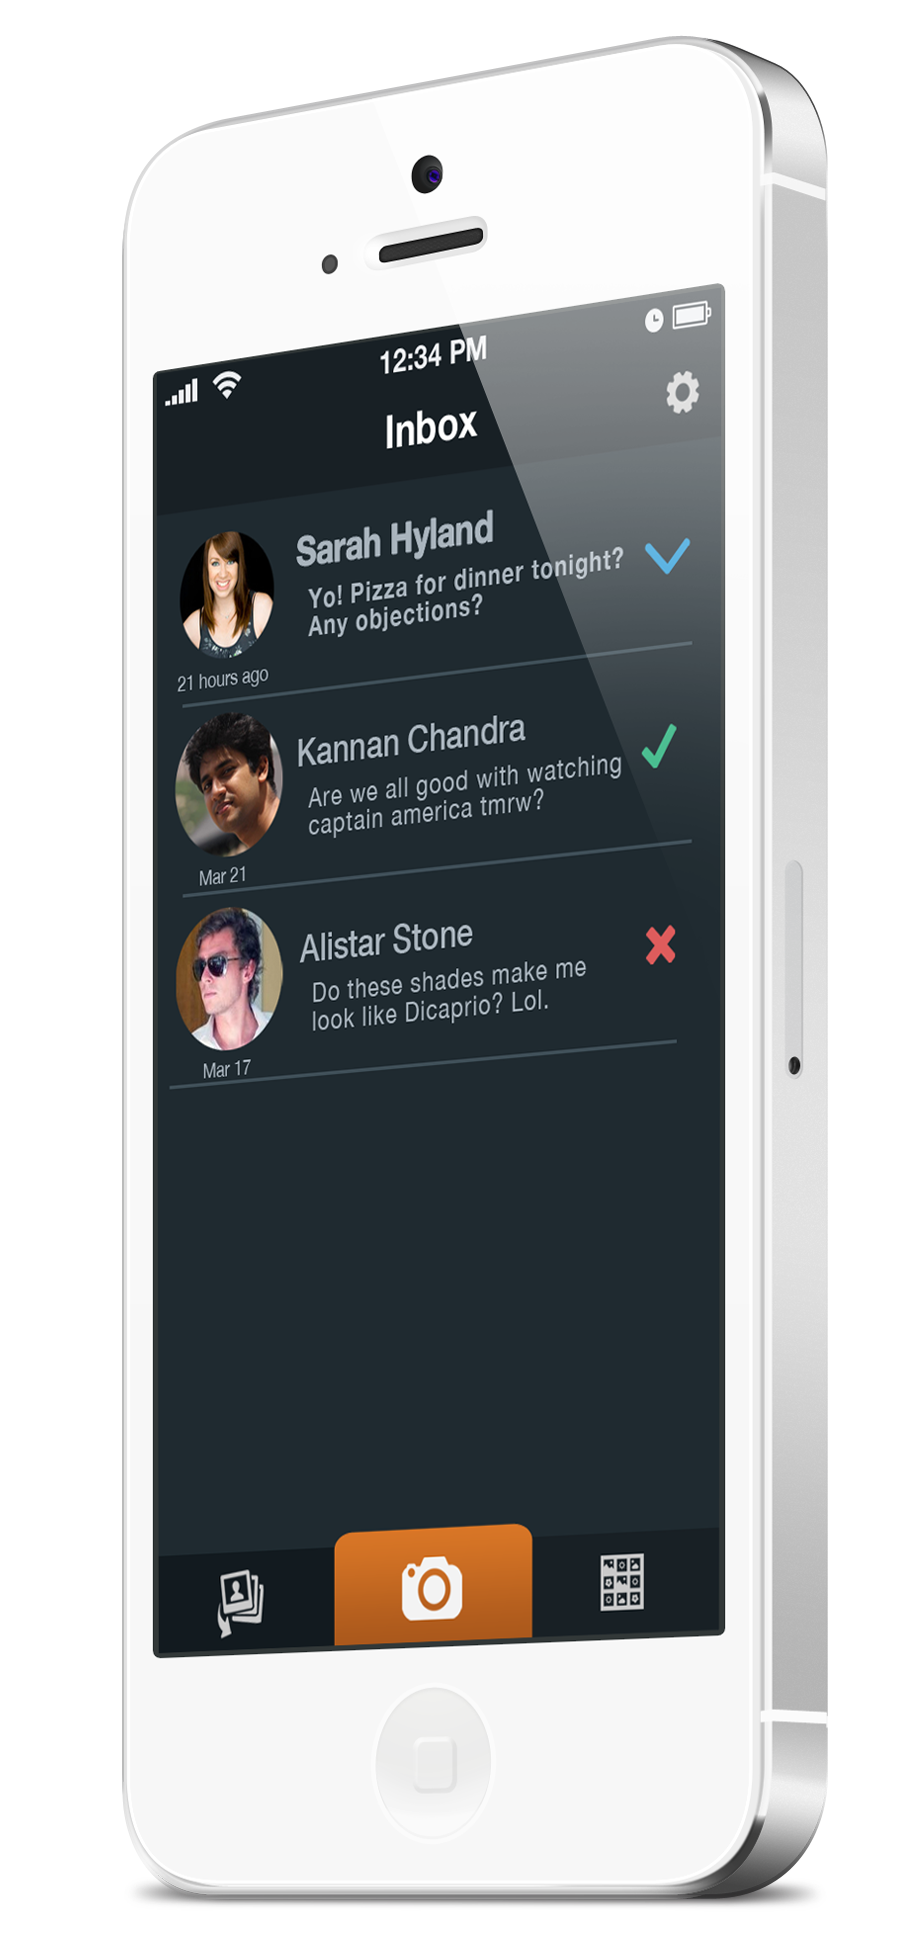 12:34 PM
Inbox
Sarah Hyland
Yo! Pizza for dinner tonight?
Any objections?
21 hours ago
Kannan Chandra
Are we all good with watching
captain america tmrw?
Mar 21
Alistar Stone
Do these shades make me
look like Dicaprio? Lol.
Mar 17